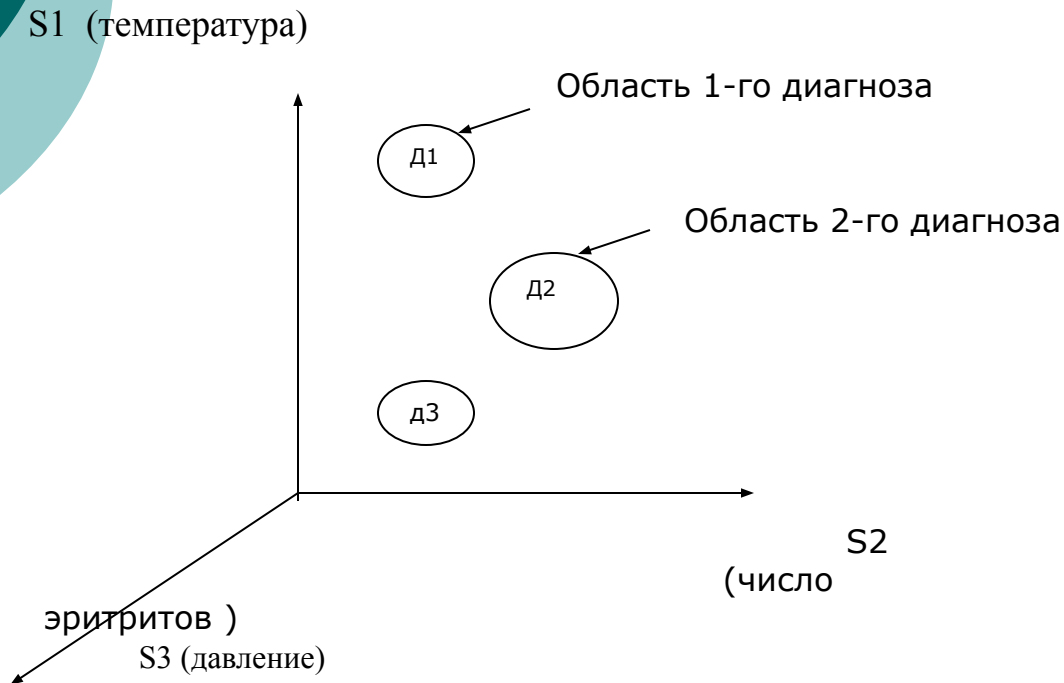 S1 (температура)
Область 1-го диагноза
Д1
Область 2-го диагноза
Д2
д3
S2
(число
эритритов )
S3 (давление)